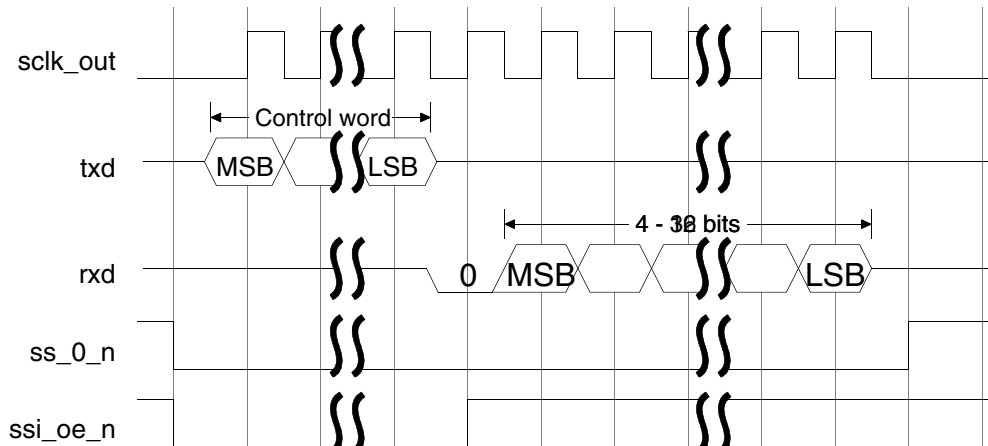 sclk_out
Control word
txd
MSB
LSB
4 - bits
rxd
0
MSB
LSB
ss_0_n
ssi_oe_n